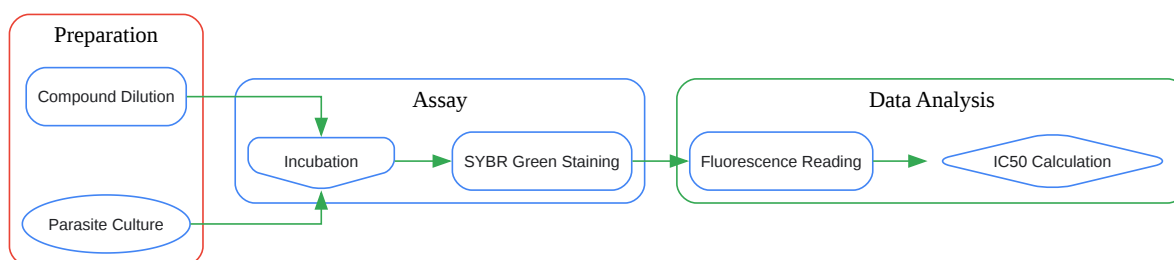 Preparation
Compound Dilution
Parasite Culture
Assay
Incubation
SYBR Green Staining
Data Analysis
Fluorescence Reading
IC50 Calculation